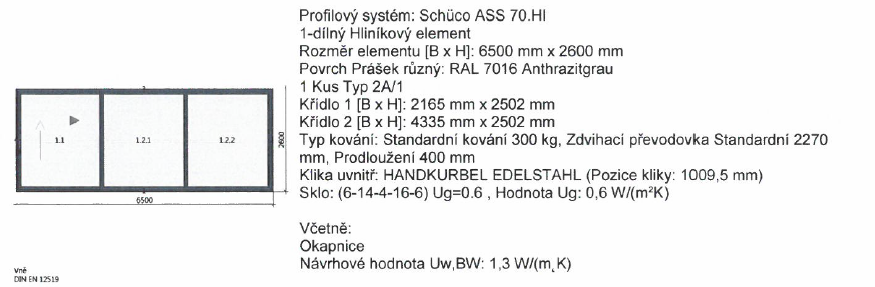 Profilový systém: Schüco ASS 70.HI
1-dílný Hliníkový element
Rozměr elementu [B x H]: 6500 mm x 2600 mm
Povrch Prášek různý: RAL 7016 Anthrazitgrau
1 Kus Typ 2A/1
Křídlo 1 [B x H]: 2165 mm x 2502 mm
Křídlo 2 [B x H]: 4335 mm x 2502 mm
Typ kování: Standardní kování 300 kg, Zdvihací převodovka Standardní 2270
mm, Prodloužení 400 mm
Klika uvnitř: HANDKURBEL EDELSTAHL (Pozice kliky: 1009,5 mm)
Sklo: (6-14-4-16-6) Ug=0.6 , Hodnota Ug: 0,6 W/(m²K)
Včetně:
Okapnice
Návrhové hodnota Uw,BW: 1,3 W/(m˛K)
1.1
1.2.1
1.2.2
2600
6500
Vně
DIN EN 12519